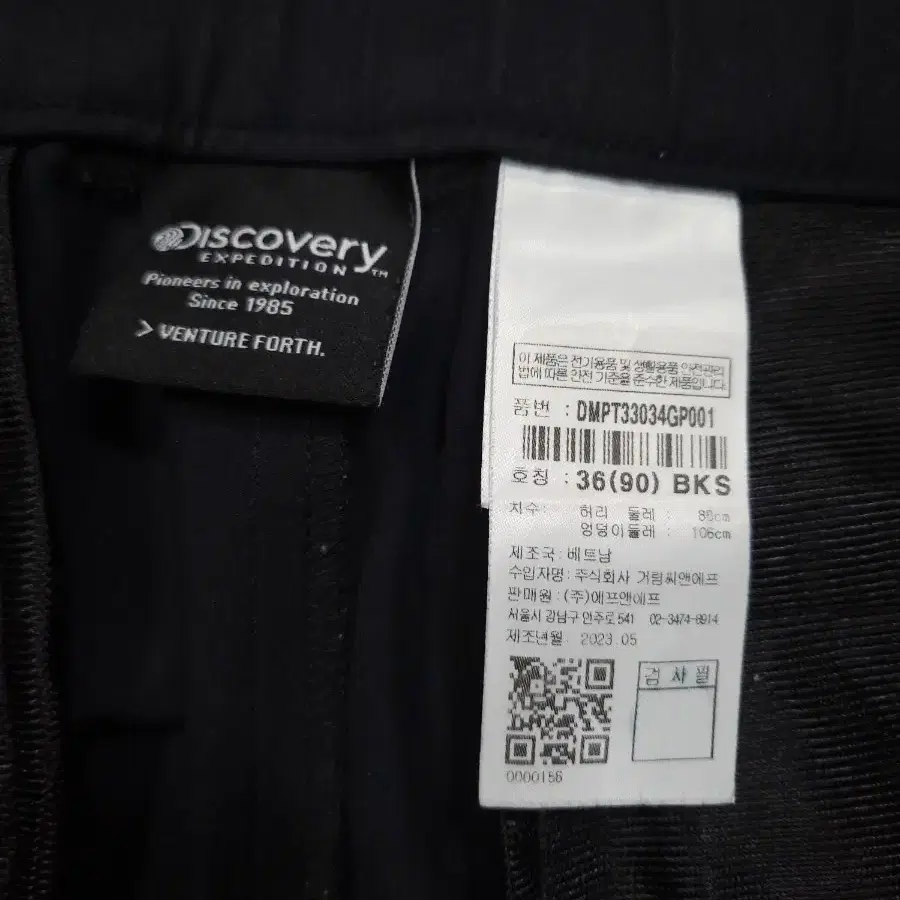 DISCOVERY
EXPEDITION™
Pioneers in exploration
Since 1985
> VENTURE FORTH.
이 제품은 전기용품 및 생활용품 안전관리
법에 따른 안전 기준을 준수한 제품입니다.
품번 : DMPT33034GP001
호칭 : 36(90) BKS
치수: 허리 둘레 : 88cm
엉덩이둘레 : 106cm
제조국: 베트남
수입자명: 주식회사 거림씨앤에프
판매원: (주)에프앤에프
서울시 강남구 언주로 541 02-3474-8914
제조년월: 2023.05
검사필
0000156